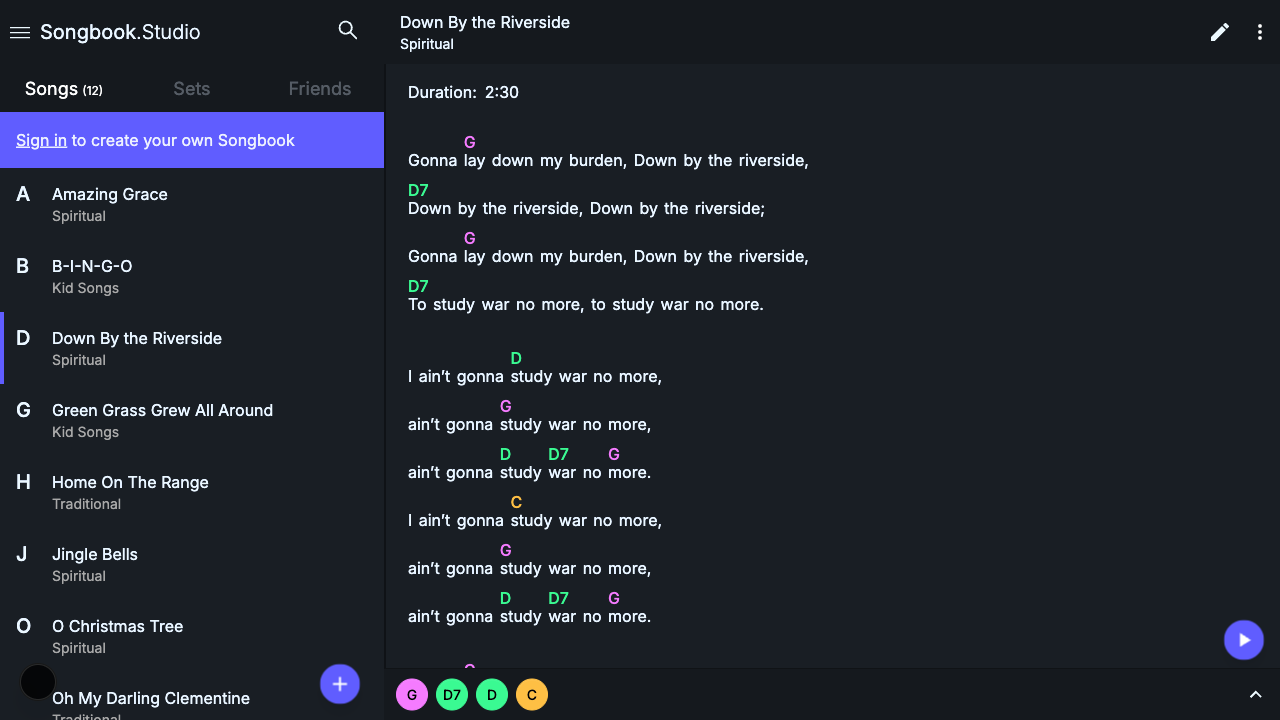 Songbook.Studio
Songs (12)
Sets
Friends
Sign in to create your own Songbook
A
Amazing Grace
Spiritual
B
B-I-N-G-O
Kid Songs
D
Down By the Riverside
Spiritual
G
Green Grass Grew All Around
Kid Songs
H
Home On The Range
Traditional
J
Jingle Bells
Spiritual
O
O Christmas Tree
Spiritual
Oh My Darling Clementine
Traditional
Down By the Riverside
Spiritual
Duration: 2:30
G
Gonna lay down my burden, Down by the riverside,
D7
Down by the riverside, Down by the riverside;
G
Gonna lay down my burden, Down by the riverside,
D7
To study war no more, to study war no more.
D
I ain’t gonna study war no more,
G
ain’t gonna study war no more,
D D7 G
ain’t gonna study war no more.
C
I ain’t gonna study war no more,
G
ain’t gonna study war no more,
D D7 G
ain’t gonna study war no more.
G
G D7 D C